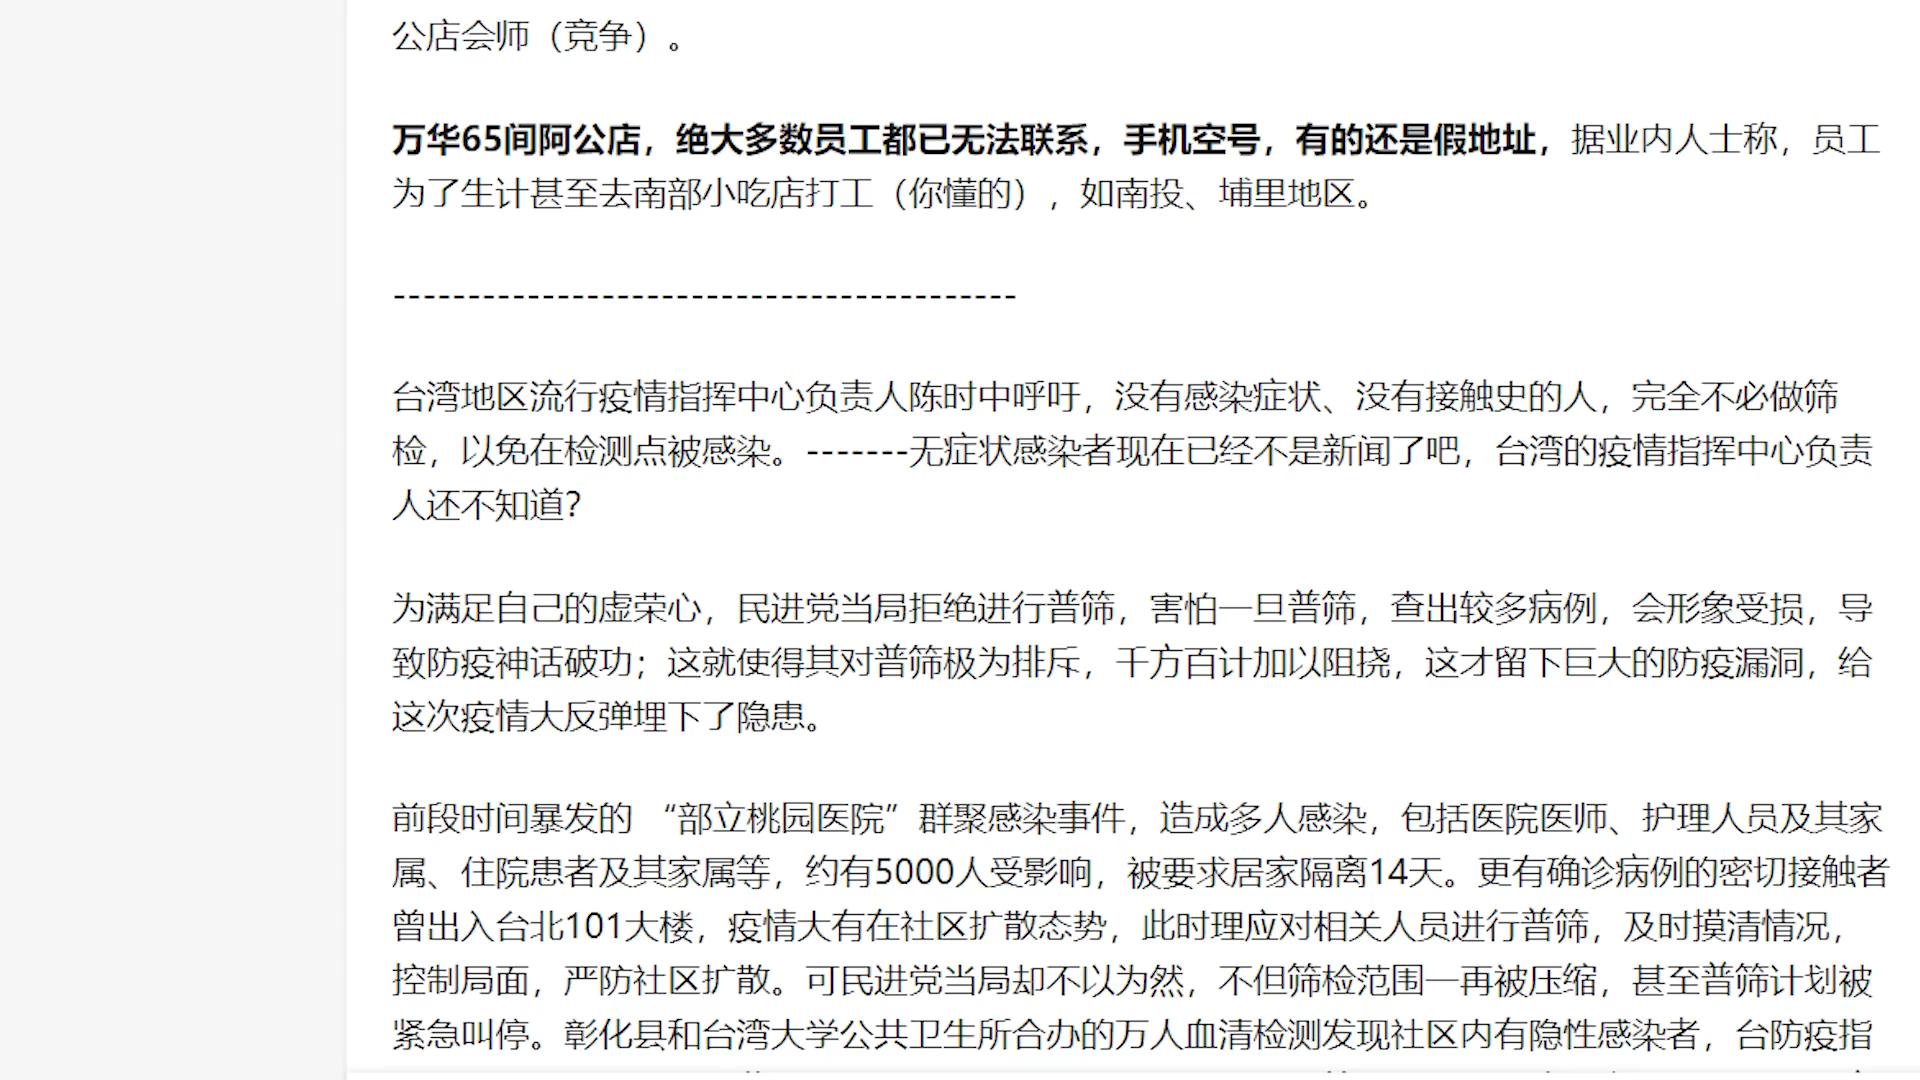 公店会师（竞争）。
万华65间阿公店，绝大多数员工都已无法联系，手机空号，有的还是假地址，据业内人士称，员工
为了生计甚至去南部小吃店打工（你懂的），如南投、埔里地区。
------------------------------------------
台湾地区流行疫情指挥中心负责人陈时中呼吁，没有感染症状、没有接触史的人，完全不必做筛
检，以免在检测点被感染。-------无症状感染者现在已经不是新闻了吧，台湾的疫情指挥中心负责
人还不知道？
为满足自己的虚荣心，民进党当局拒绝进行普筛，害怕一旦普筛，查出较多病例，会形象受损，导
致防疫神话破功；这就使得其对普筛极为排斥，千方百计加以阻挠，这才留下巨大的防疫漏洞，给
这次疫情大反弹埋下了隐患。
前段时间暴发的 “部立桃园医院”群聚感染事件，造成多人感染，包括医院医师、护理人员及其家
属、住院患者及其家属等，约有5000人受影响，被要求居家隔离14天。更有确诊病例的密切接触者
曾出入台北101大楼，疫情大有在社区扩散态势，此时理应对相关人员进行普筛，及时摸清情况，
控制局面，严防社区扩散。可民进党当局却不以为然，不但筛检范围一再被压缩，甚至普筛计划被
紧急叫停。彰化县和台湾大学公共卫生所合办的万人血清检测发现社区内有隐性感染者，台防疫指